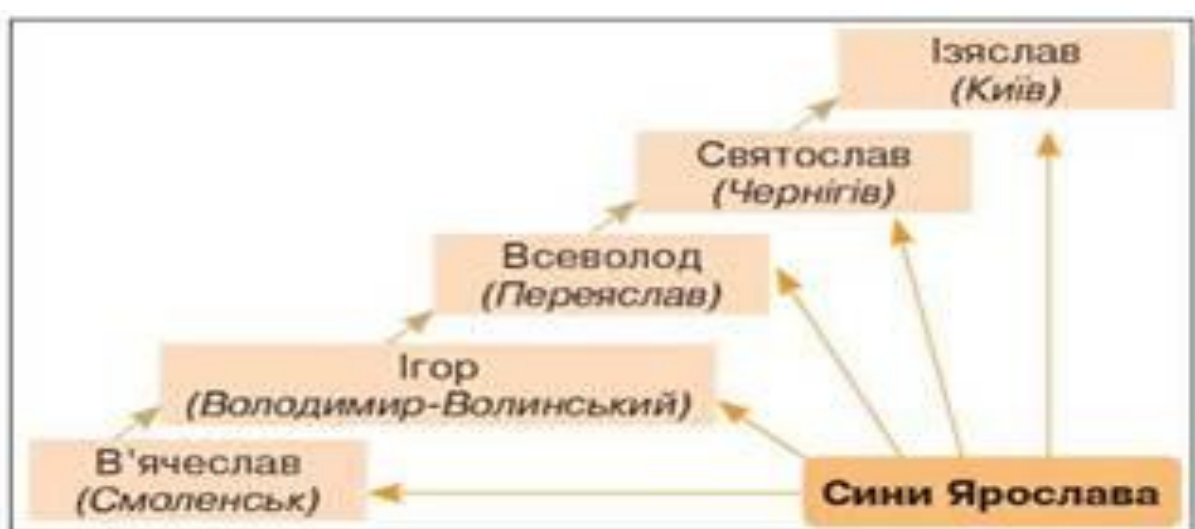 Ізяслав
(Київ)
Святослав
(Чернігів)
Всеволод
(Переяслав)
Ігор
(Володимир-Волинський)
В'ячеслав
(Смоленськ)
Сини Ярослава